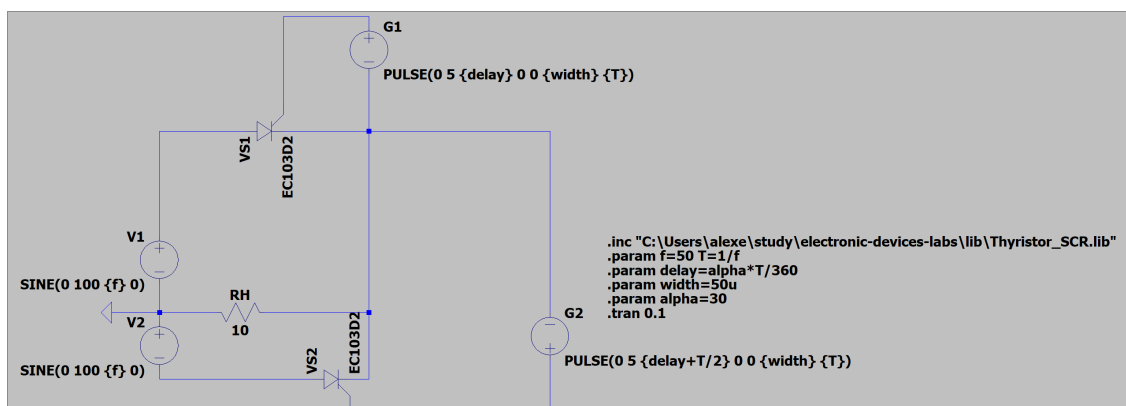 G1
PULSE(0 5 {delay} 0 0 {width} {T})
VS1
EC103D2
V1
SINE(0 100 {f} 0)
RH
10
V2
SINE(0 100 {f} 0)
VS2
EC103D2
G2
PULSE(0 5 {delay+T/2} 0 0 {width} {T})
.inc "C:\Users\alexe\study\electronic-devices-labs\lib\Thyristor_SCR.lib"
.param f=50 T=1/f
.param delay=alpha*T/360
.param width=50u
.param alpha=30
.tran 0.1